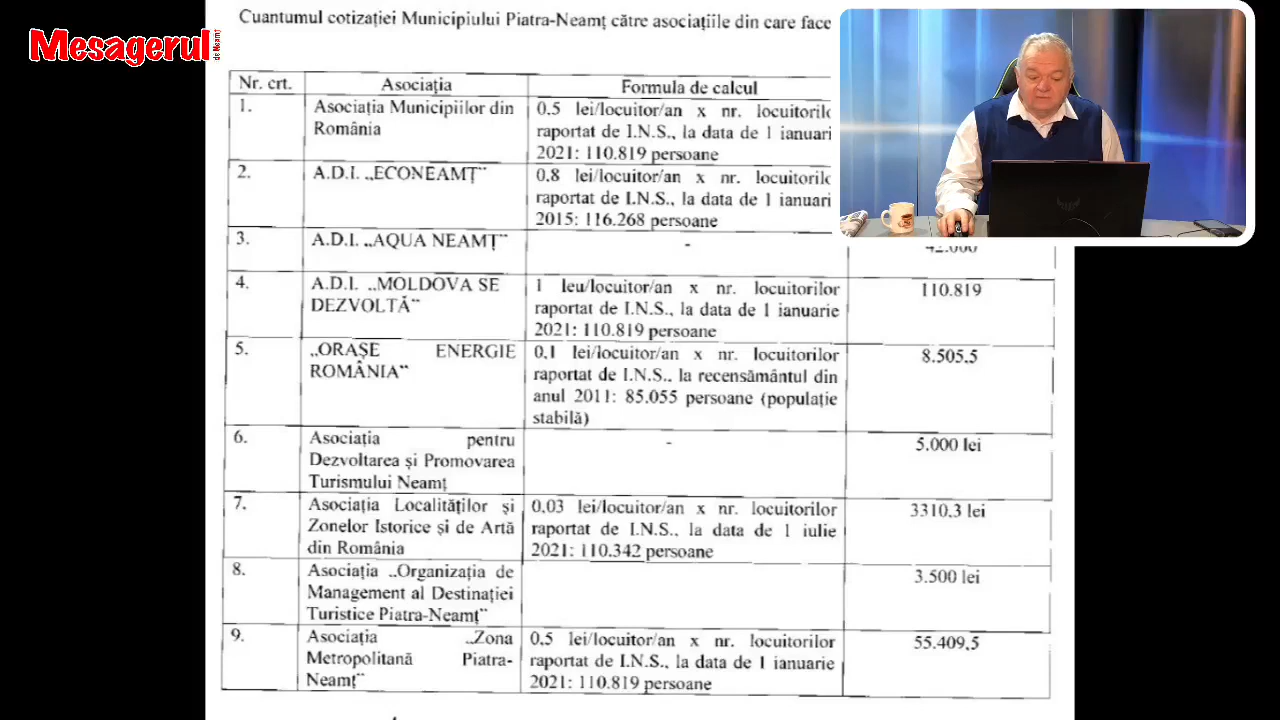 Cuantumul cotizației Municipiului Piatra-Neamț către asociațiile din care face
Mesagerul
de Neamț
Nr. crt. Asociația Formula de calcul
1. Asociația Municipiilor din 0.5 lei/locuitor/an x nr. locuitorilo
România raportat de I.N.S., la data de 1 ianuari
2021: 110.819 persoane
2. A.D.I. „ECONEAMȚ" 0.8 lei/locuitor/an x nr. locuitorilo
raportat de I.N.S., la data de 1 ianuari
2015: 116.268 persoane
3. A.D.I. „AQUA NEAMȚ" - 42.000
4. A.D.I. „MOLDOVA SE 1 leu/locuitor/an x nr. locuitorilor 110.819
DEZVOLTĂ" raportat de I.N.S., la data de 1 ianuarie
2021: 110.819 persoane
5. „ORAȘE ENERGIE 0,1 lei/locuitor/an x nr. locuitorilor 8.505,5
ROMÂNIA" raportat de I.N.S.. la recensământul din
anul 2011: 85.055 persoane (populație
stabilă)
6. Asociația pentru - 5.000 lei
Dezvoltarea și Promovarea
Turismului Neamț
7. Asociația Localităților și 0,03 lei/locuitor/an x nr. locuitorilor 3310,3 lei
Zonelor Istorice și de Artă raportat de I.N.S., la data de 1 iulie
din România 2021: 110.342 persoane
8. Asociația „Organizația de 3.500 lei
Management al Destinației
Turistice Piatra-Neamț"
9. Asociația „Zona 0,5 lei/locuitor/an x nr. locuitorilor 55.409,5
Metropolitană Piatra- raportat de I.N.S., la data de 1 ianuarie
Neamț" 2021: 110.819 persoane